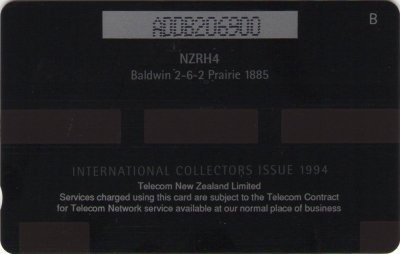 ADDB206900
B
NZRH4
Baldwin 2-6-2 Prairie 1885
INTERNATIONAL COLLECTORS ISSUE 1994
Telecom New Zealand Limited
Services charged using this card are subject to the Telecom Contract
for Telecom Network service available at our normal place of business